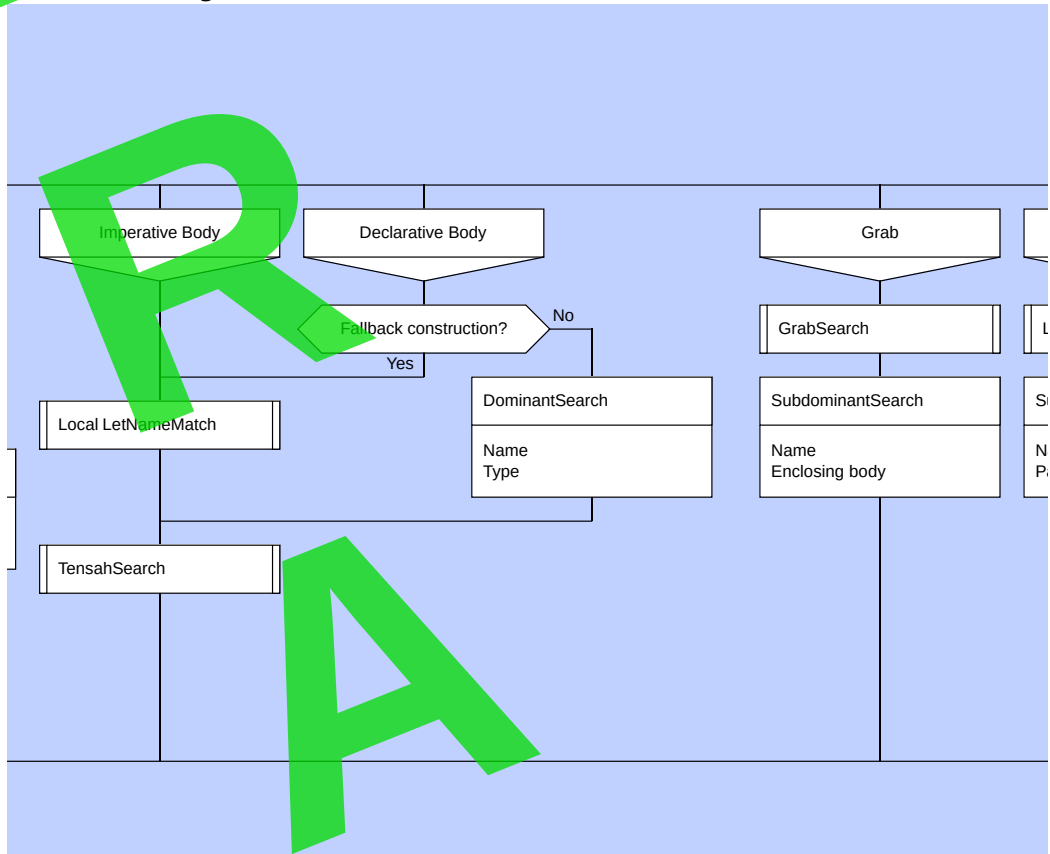 Imperative Body
Declarative Body
Grab
Fallback construction?
No
GrabSearch
Yes
DominantSearch
SubdominantSearch
Local LetNameMatch
Name
Type
Name
Enclosing body
TensahSearch
R
A